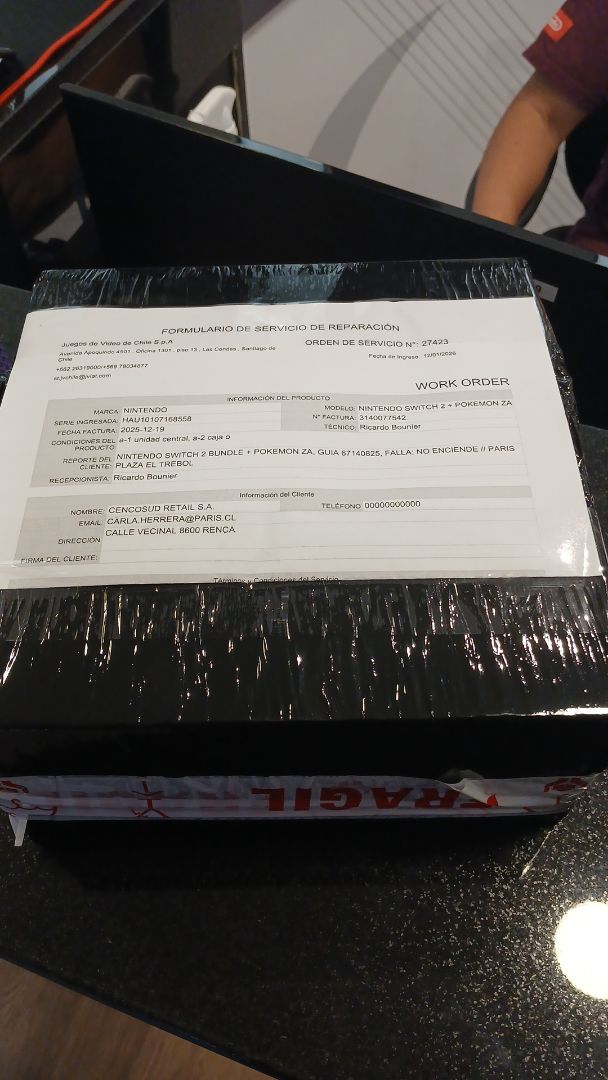 FORMULARIO DE SERVICIO DE REPARACIÓN
Juegos de Video de Chile S.p.A
ORDEN DE SERVICIO N°: 27423
Avenida Apoquindo 4501 , Oficina 1301 , piso 13 , Las Condes , Santiago de
Chile
Fecha de Ingreso: 12/01/2026
WORK ORDER
INFORMACIÓN DEL PRODUCTO
MARCA: NINTENDO
MODELO: NINTENDO SWITCH 2 + POKEMON ZA
SERIE INGRESADA: HAU10107168558
N° FACTURA: 3140077542
FECHA FACTURA: 2025-12-19
TÉCNICO: Ricardo Bounier
CONDICIONES DEL PRODUCTO: a-1 unidad central, a-2 caja
REPORTE DEL CLIENTE: NINTENDO SWITCH 2 BUNDLE + POKEMON ZA, GUIA 67140825, FALLA: NO ENCIENDE // PARIS
PLAZA EL TREBOL
RECEPCIONISTA: Ricardo Bounier
Información del Cliente
NOMBRE: CENCOSUD RETAIL S.A.
TELÉFONO: 00000000000
EMAIL: CARLA.HERRERA@PARIS.CL
DIRECCIÓN: CALLE VECINAL 8600 RENCA
FIRMA DEL CLIENTE:
Términos y Condiciones del Servicio
FRAGIL